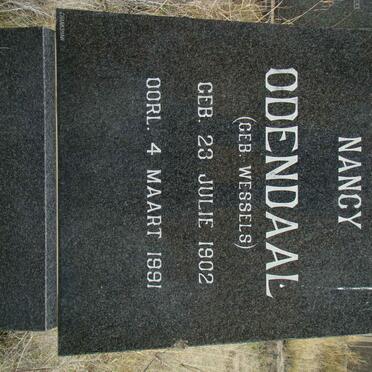 NANCY
ODENDAAL
(GEB. WESSELS)
GEB. 23 JULIE 1902
OORL. 4 MAART 1991